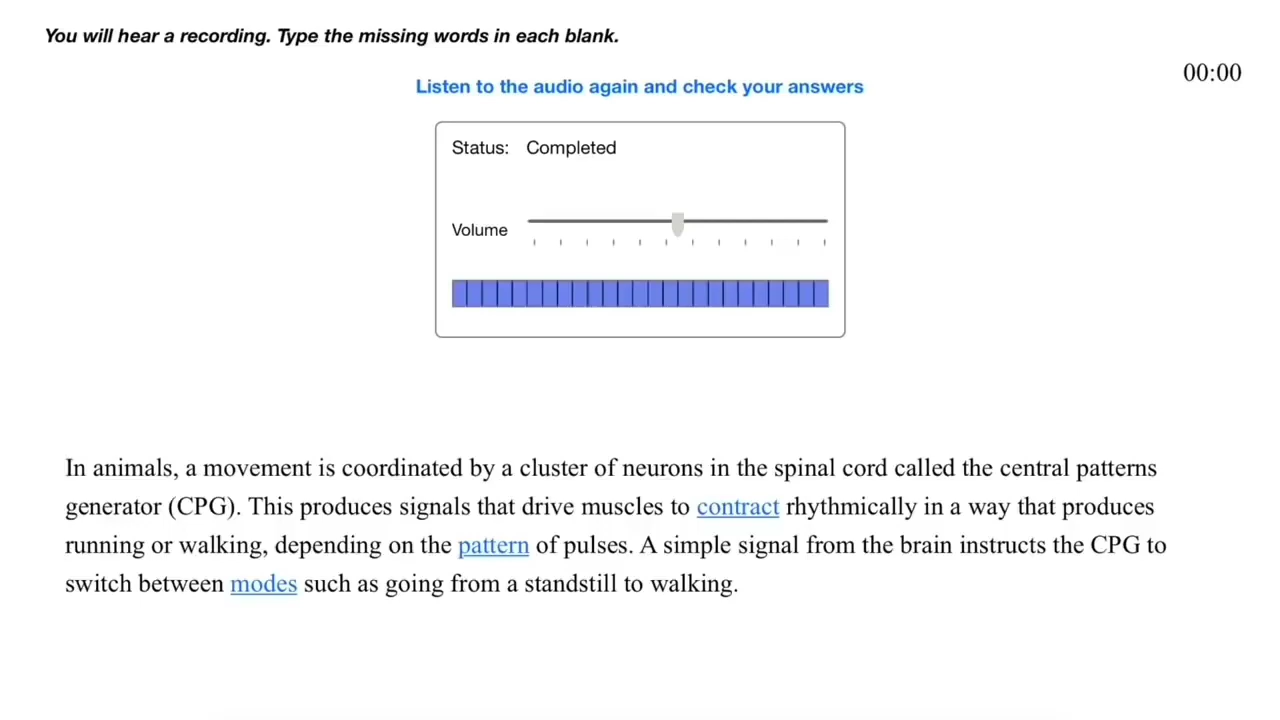 You will hear a recording. Type the missing words in each blank.
00:00
Listen to the audio again and check your answers
Status: Completed
Volume
In animals, a movement is coordinated by a cluster of neurons in the spinal cord called the central patterns
generator (CPG). This produces signals that drive muscles to contract rhythmically in a way that produces
running or walking, depending on the pattern of pulses. A simple signal from the brain instructs the CPG to
switch between modes such as going from a standstill to walking.